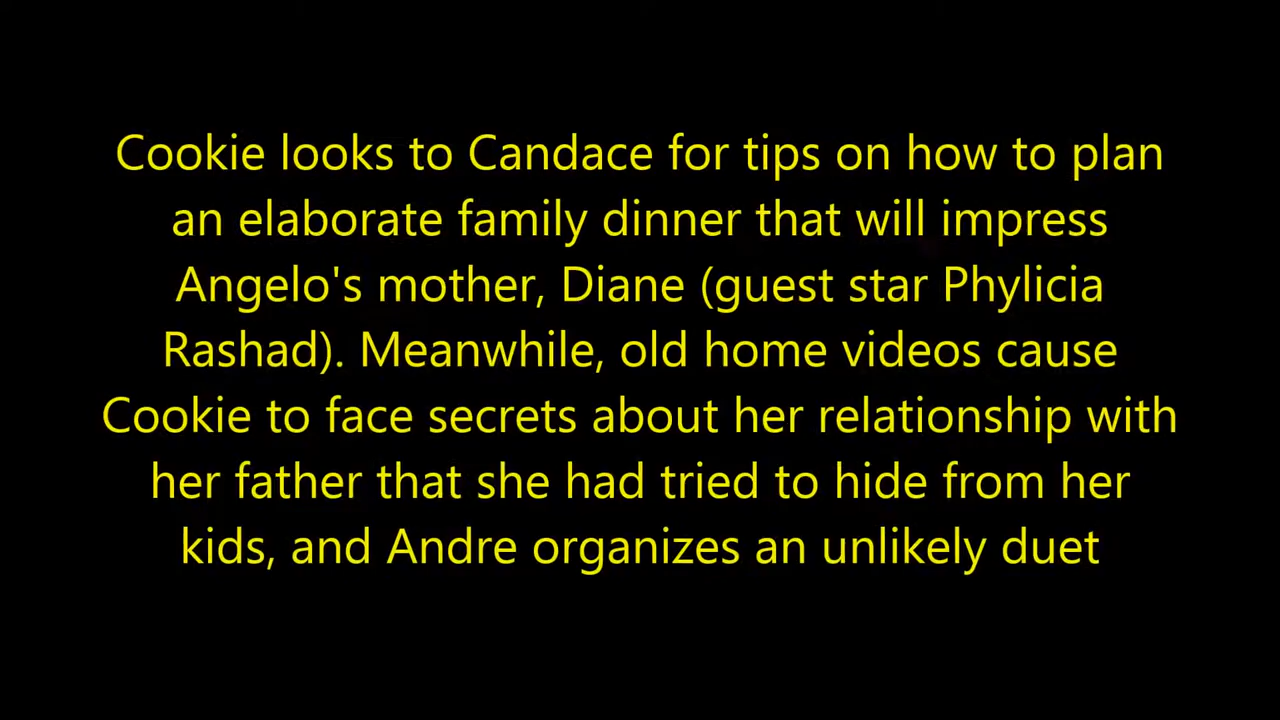 Cookie looks to Candace for tips on how to plan
an elaborate family dinner that will impress
Angelo's mother, Diane (guest star Phylicia
Rashad). Meanwhile, old home videos cause
Cookie to face secrets about her relationship with
her father that she had tried to hide from her
kids, and Andre organizes an unlikely duet